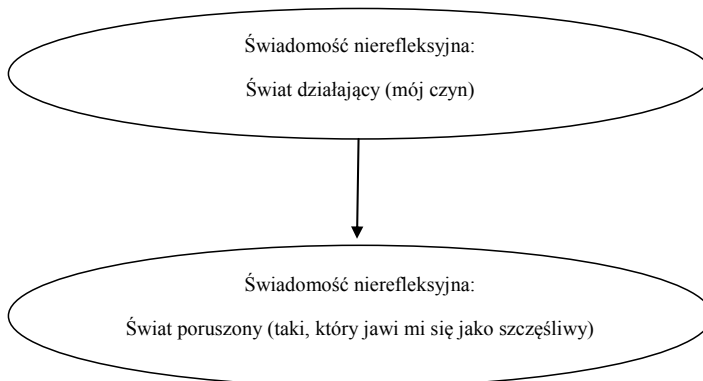 Świadomość nierefleksyjna:
Świat działający (mój czyn)
Świadomość nierefleksyjna:
Świat poruszony (taki, który jawi mi się jako szczęśliwy)